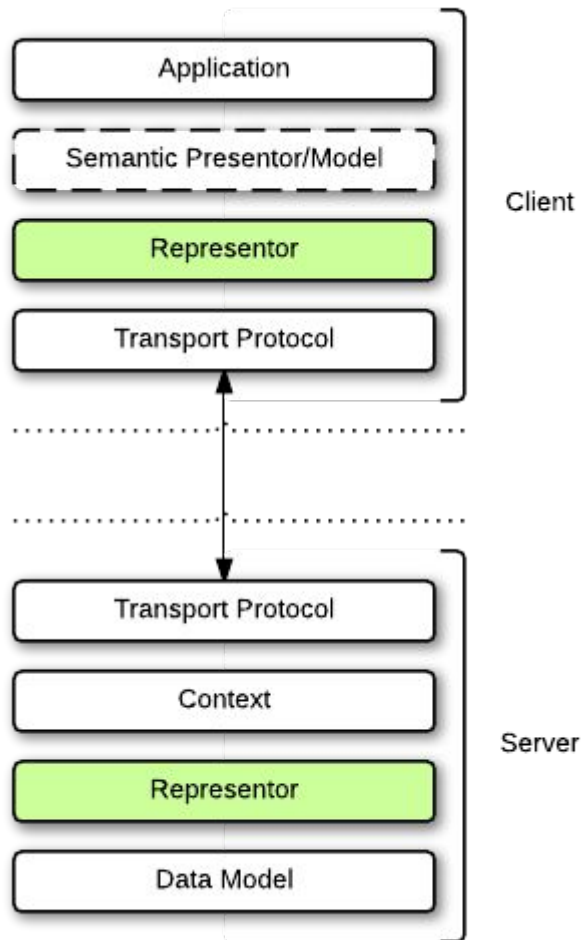 Application
Semantic Presentor/Model
Representor
Transport Protocol
Client
Transport Protocol
Context
Representor
Data Model
Server